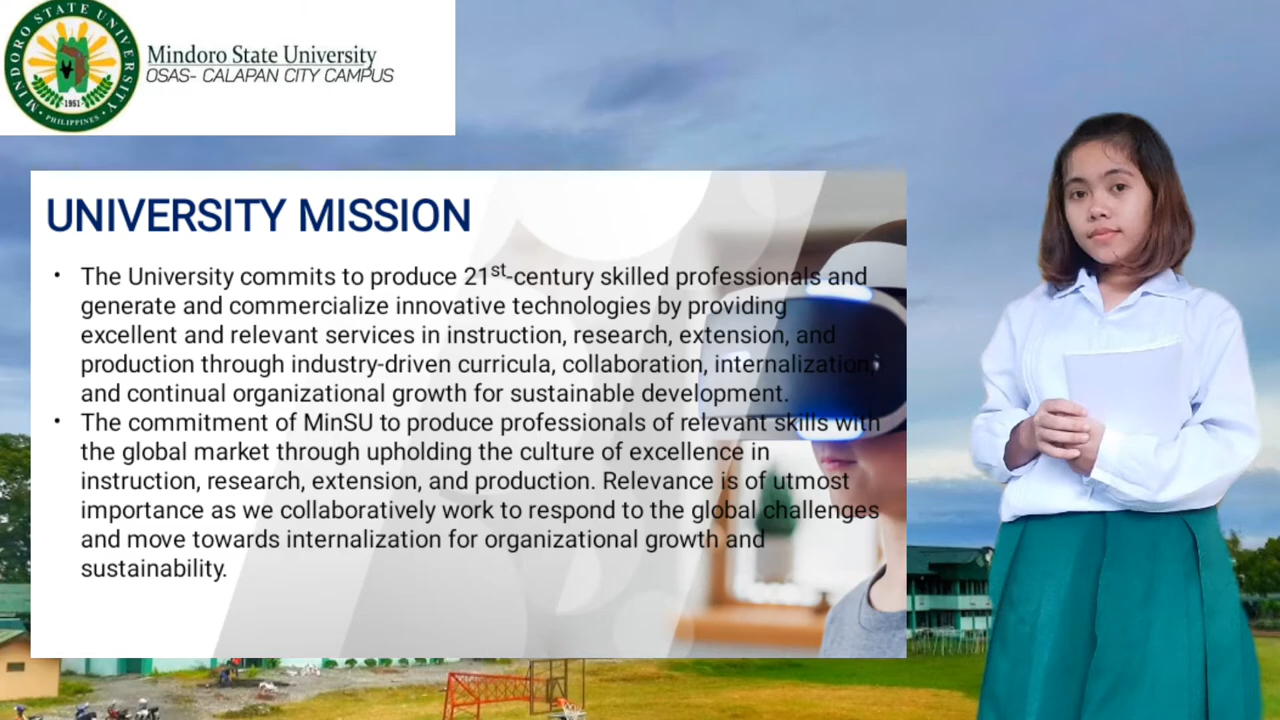 MINDORO STATE UNIVERSITY
1951
• PHILIPPINES •
Mindoro State University
OSAS- CALAPAN CITY CAMPUS
UNIVERSITY MISSION
• The University commits to produce 21st-century skilled professionals and
generate and commercialize innovative technologies by providing
excellent and relevant services in instruction, research, extension, and
production through industry-driven curricula, collaboration, internalization,
and continual organizational growth for sustainable development.
• The commitment of MinSU to produce professionals of relevant skills with
the global market through upholding the culture of excellence in
instruction, research, extension, and production. Relevance is of utmost
importance as we collaboratively work to respond to the global challenges
and move towards internalization for organizational growth and
sustainability.